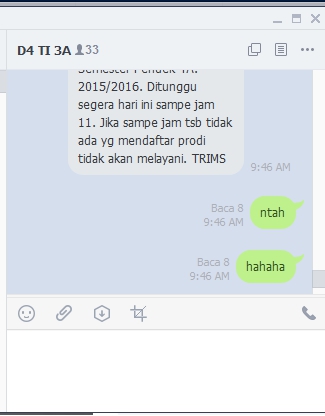 D4 TI 3A 33
Semester Pendek TA.
2015/2016. Ditunggu
segera hari ini sampe jam
11. Jika sampe jam tsb tidak
ada yg mendaftar prodi
tidak akan melayani. TRIMS
9:46 AM
Baca 8
9:46 AM
ntah
Baca 8
9:46 AM
hahaha